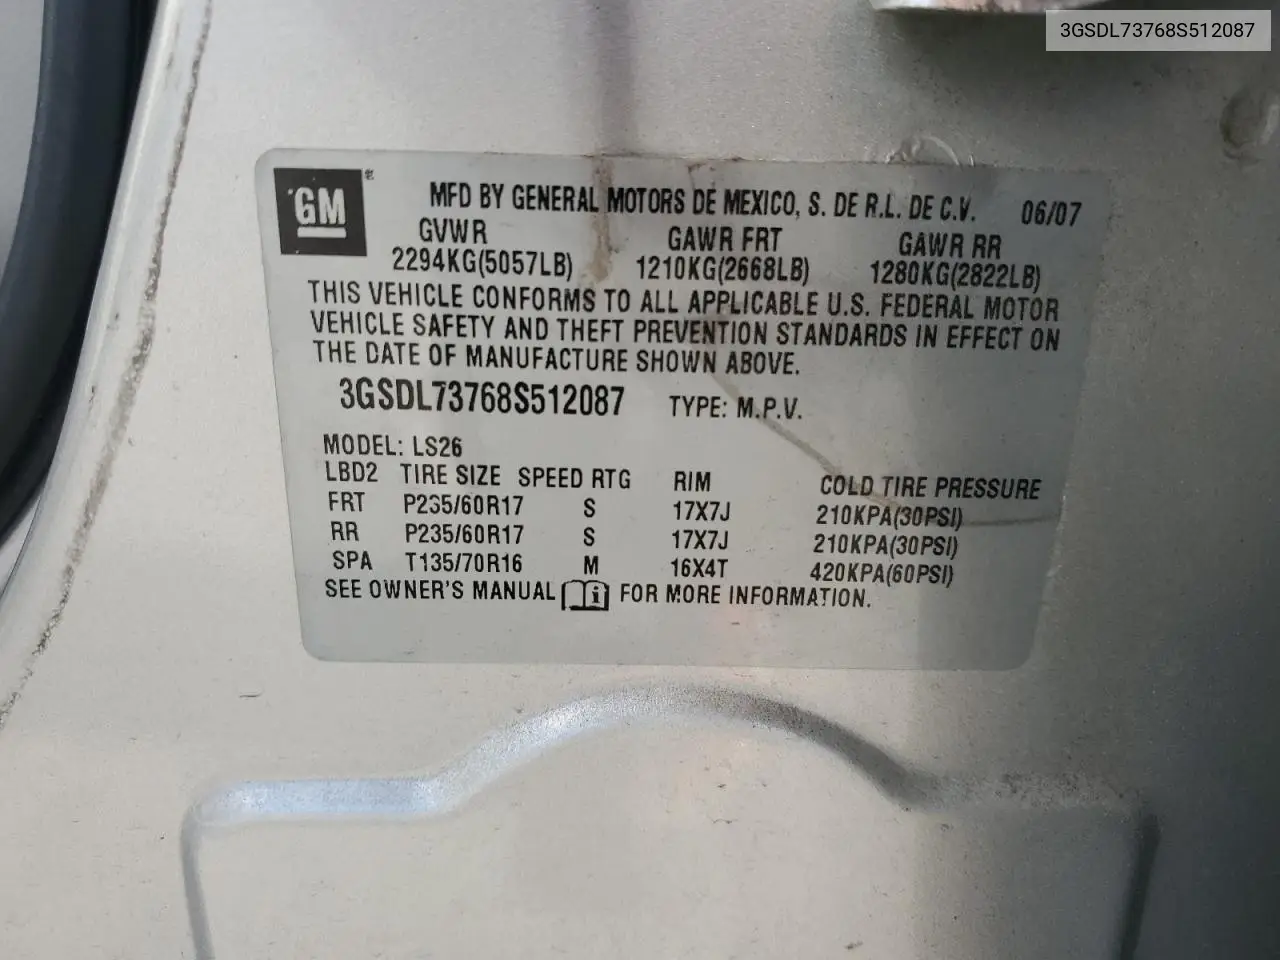 3GSDL73768S512087
GM® MFD BY GENERAL MOTORS DE MEXICO, S. DE R.L. DE C.V. 06/07
GVWR GAWR FRT GAWR RR
2294KG(5057LB) 1210KG(2668LB) 1280KG(2822LB)
THIS VEHICLE CONFORMS TO ALL APPLICABLE U.S. FEDERAL MOTOR
VEHICLE SAFETY AND THEFT PREVENTION STANDARDS IN EFFECT ON
THE DATE OF MANUFACTURE SHOWN ABOVE.
3GSDL73768S512087 TYPE: M.P.V.
MODEL: LS26
LBD2 TIRE SIZE SPEED RTG RIM COLD TIRE PRESSURE
FRT P235/60R17 S 17X7J 210KPA(30PSI)
RR P235/60R17 S 17X7J 210KPA(30PSI)
SPA T135/70R16 M 16X4T 420KPA(60PSI)
SEE OWNER'S MANUAL i FOR MORE INFORMATION.